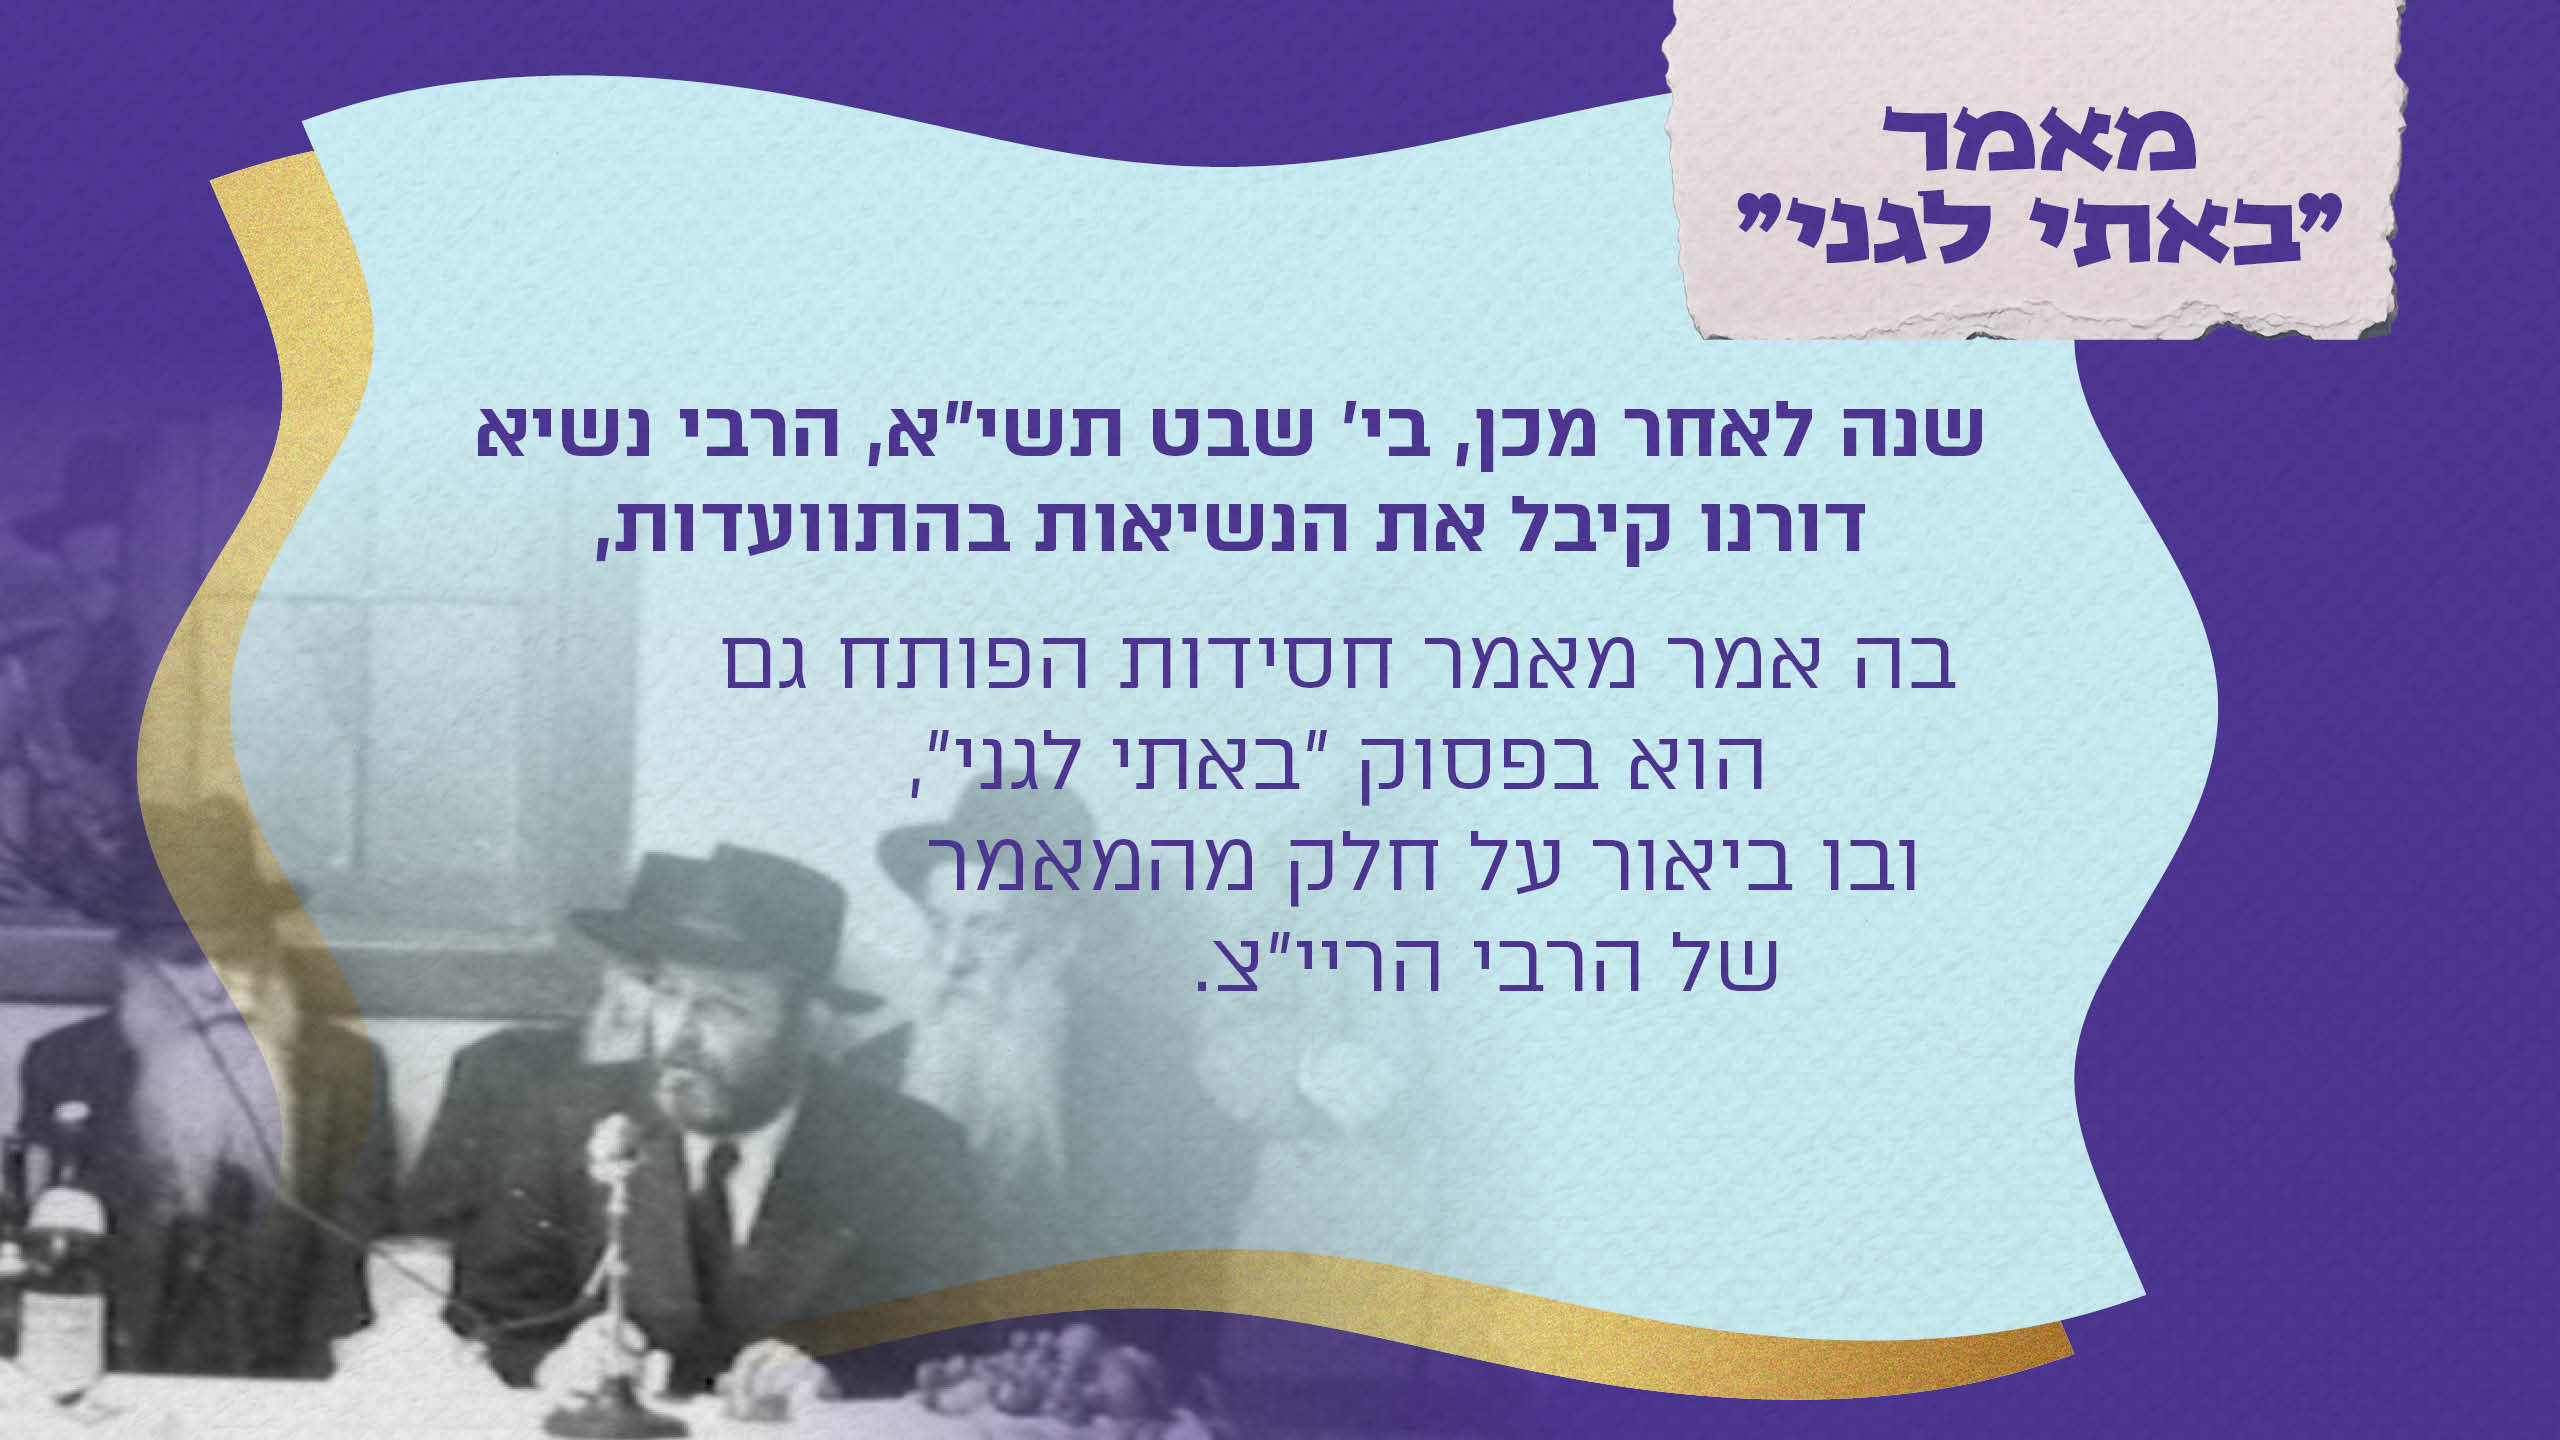 מאמר
"באתי לגני"
שנה לאחר מכן, בי' שבט תשי"א, הרבי נשיא
דורנו קיבל את הנשיאות בהתוועדות,
בה אמר מאמר חסידות הפותח גם
הוא בפסוק "באתי לגני",
ובו ביאור על חלק מהמאמר
של הרבי הריי"צ.